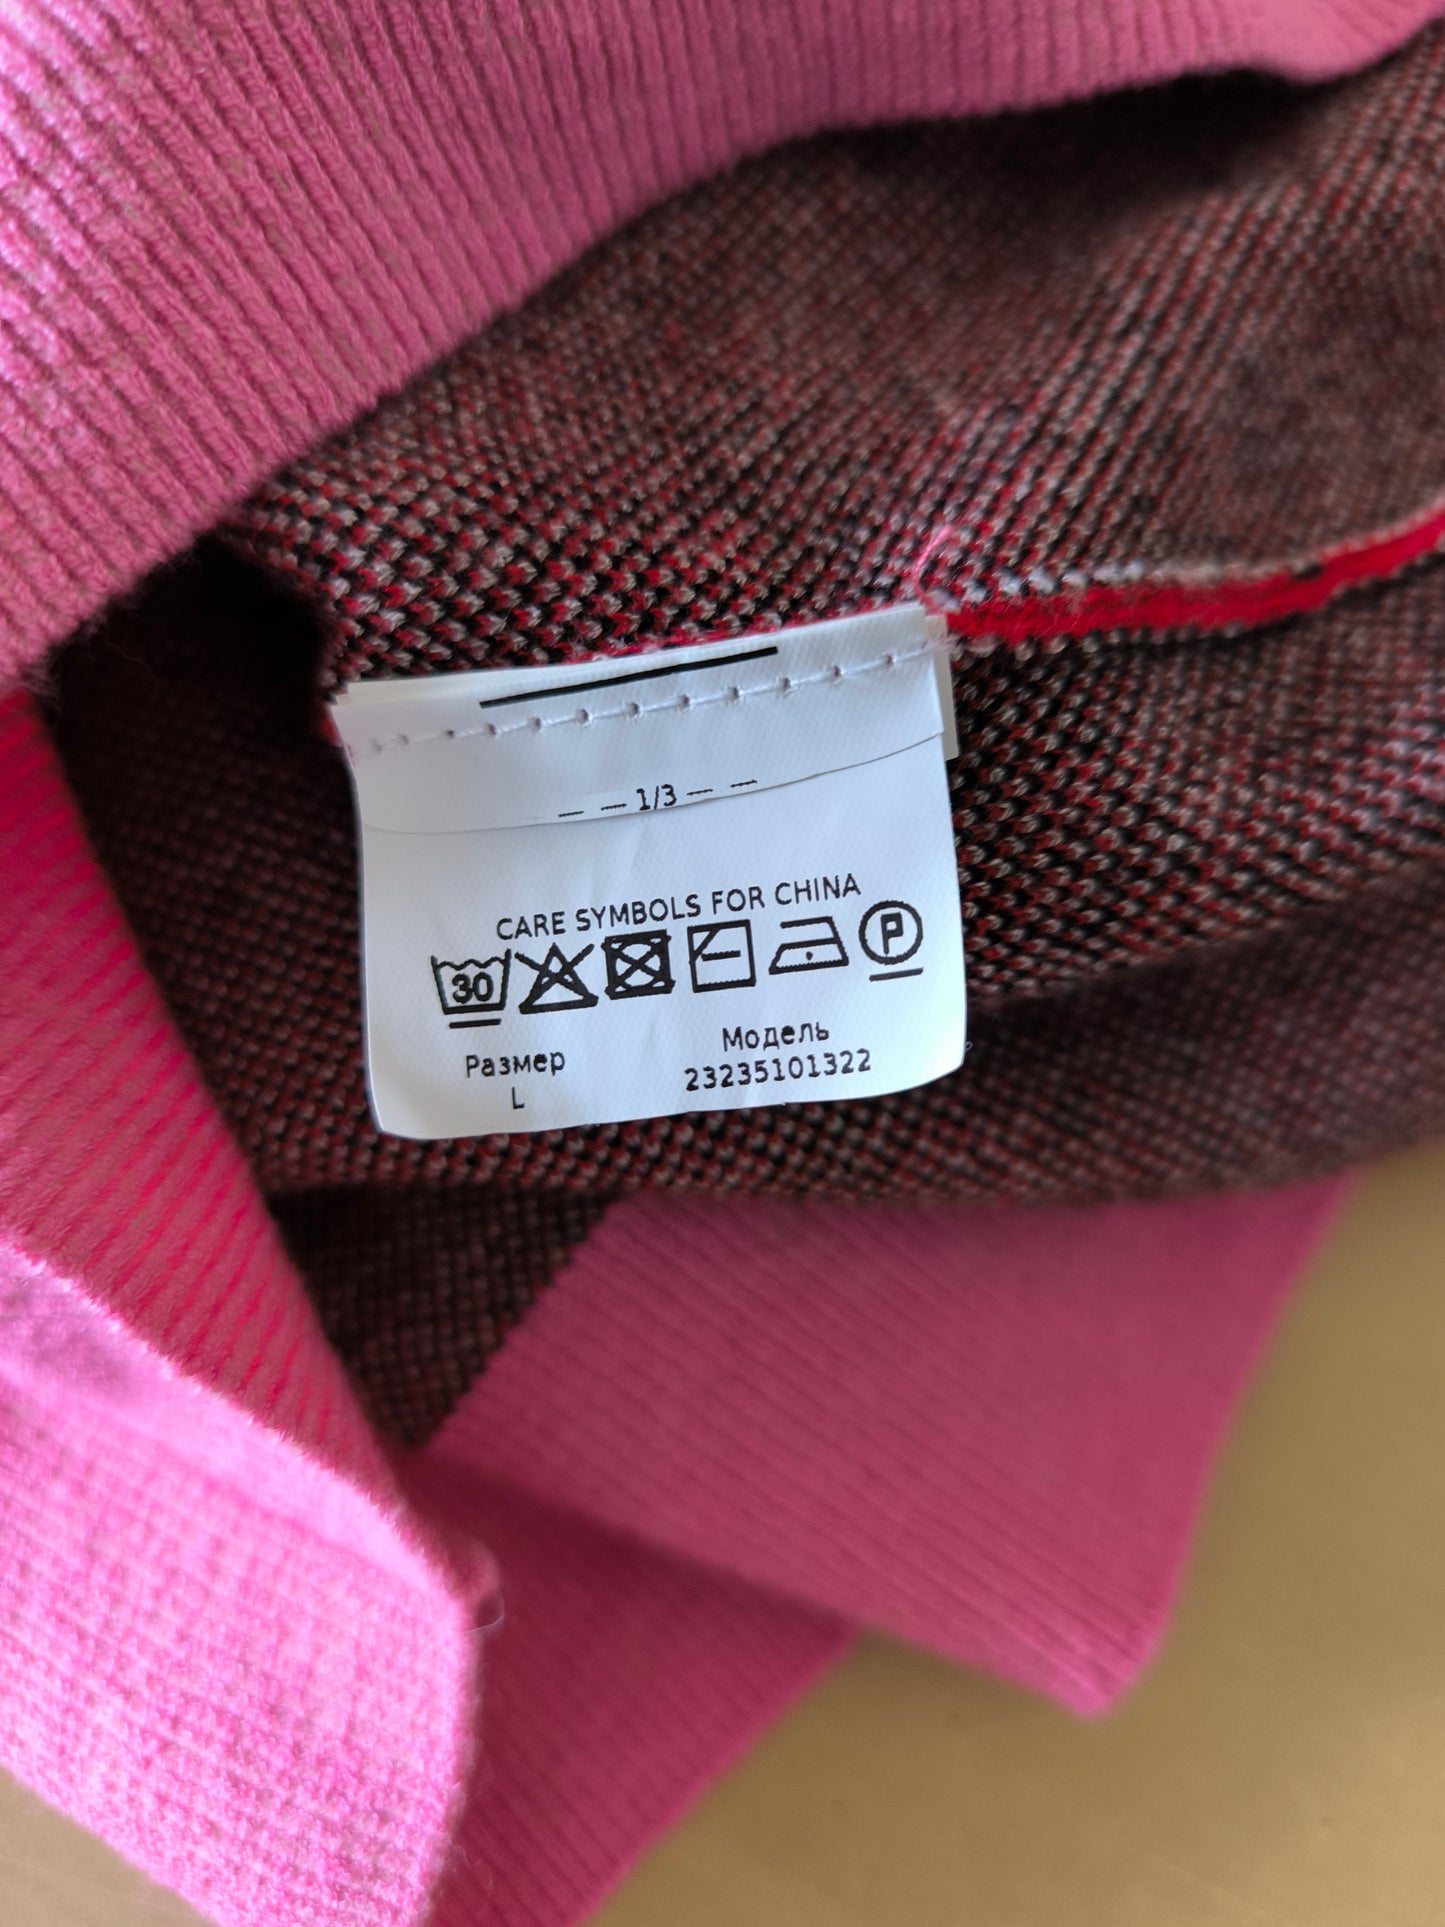 — — 1/3 — —
CARE SYMBOLS FOR CHINA
30 P
Размер Модель
L 23235101322